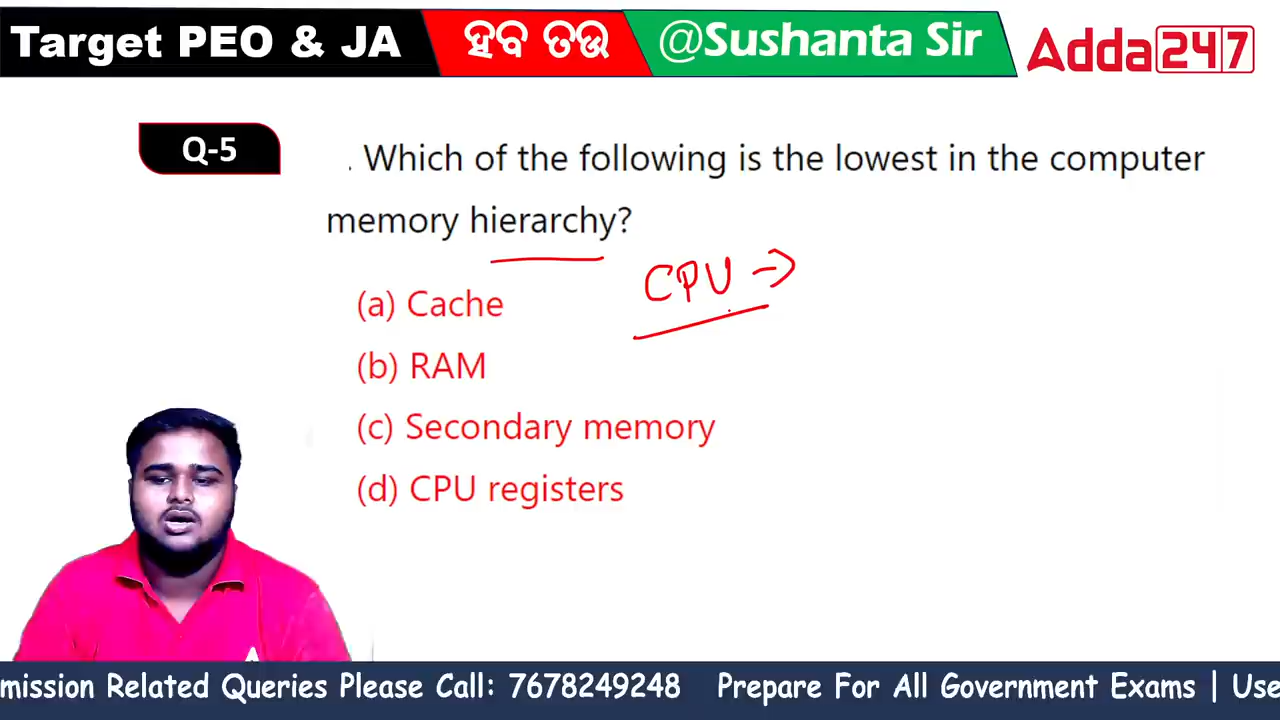 Target PEO & JA ହବ ତଉ @Sushanta Sir Adda247
Q-5
. Which of the following is the lowest in the computer
memory hierarchy?
CPU →
(a) Cache
(b) RAM
(c) Secondary memory
(d) CPU registers
mission Related Queries Please Call: 7678249248 Prepare For All Government Exams | Use